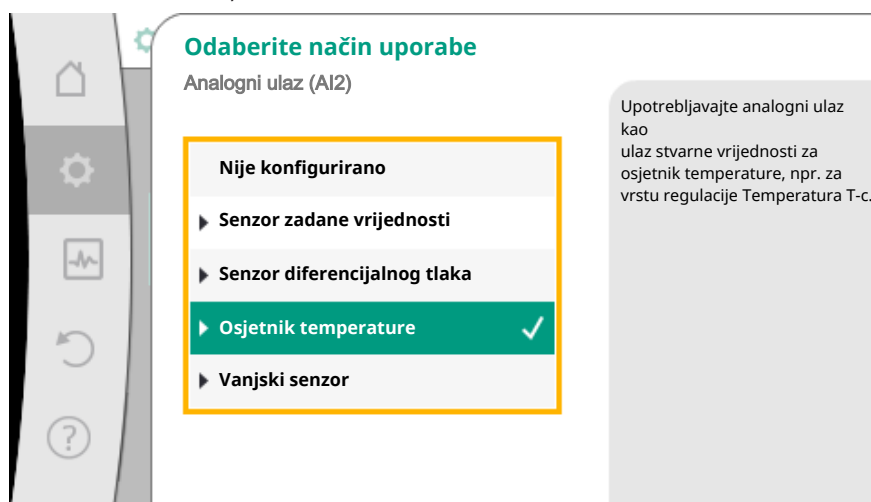 Odaberite način uporabe
Analogni ulaz (AI2)
Nije konfigurirano
Senzor zadane vrijednosti
Senzor diferencijalnog tlaka
Osjetnik temperature
Vanjski senzor
Upotrebljavajte analogni ulaz
kao
ulaz stvarne vrijednosti za
osjetnik temperature, npr. za
vrstu regulacije Temperatura T-c.
?